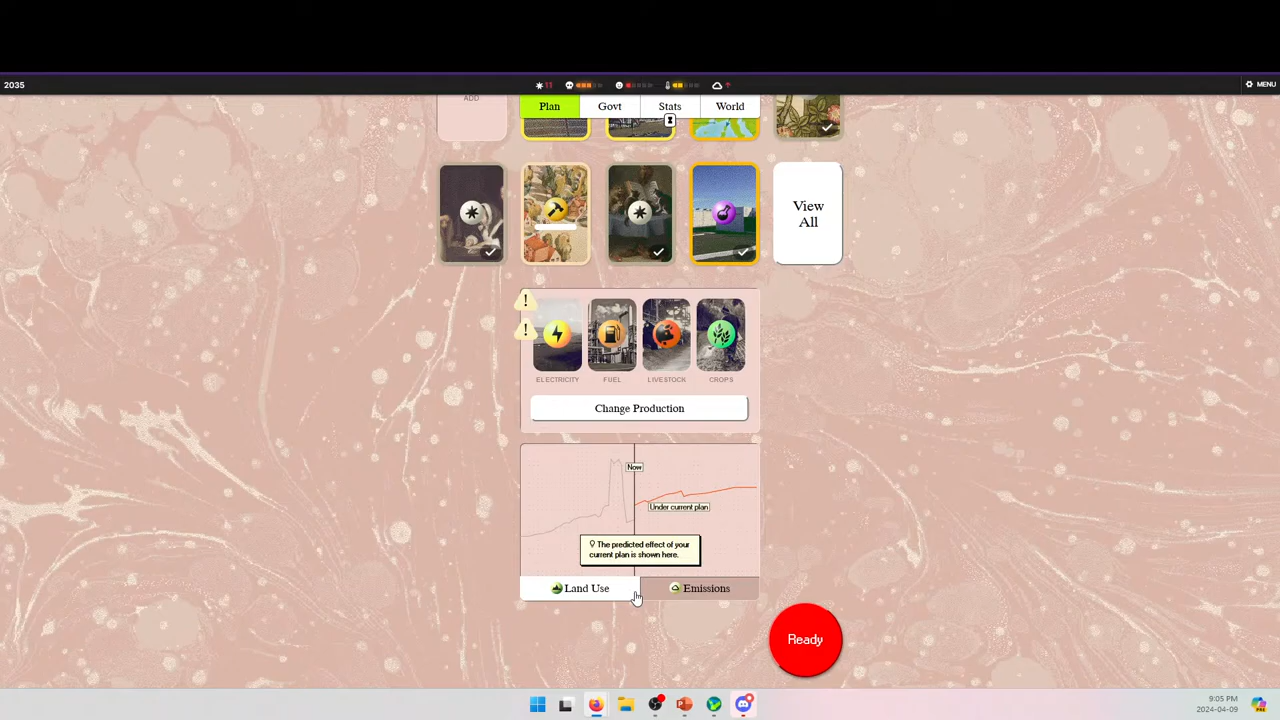 2035
11
MENU
ADD
Plan
Govt
Stats
World
View
All
!
!
ELECTRICITY
FUEL
LIVESTOCK
CROPS
Change Production
Now
Under current plan
The predicted effect of your
current plan is shown here.
Land Use
Emissions
Ready
9:05 PM
2024-04-09